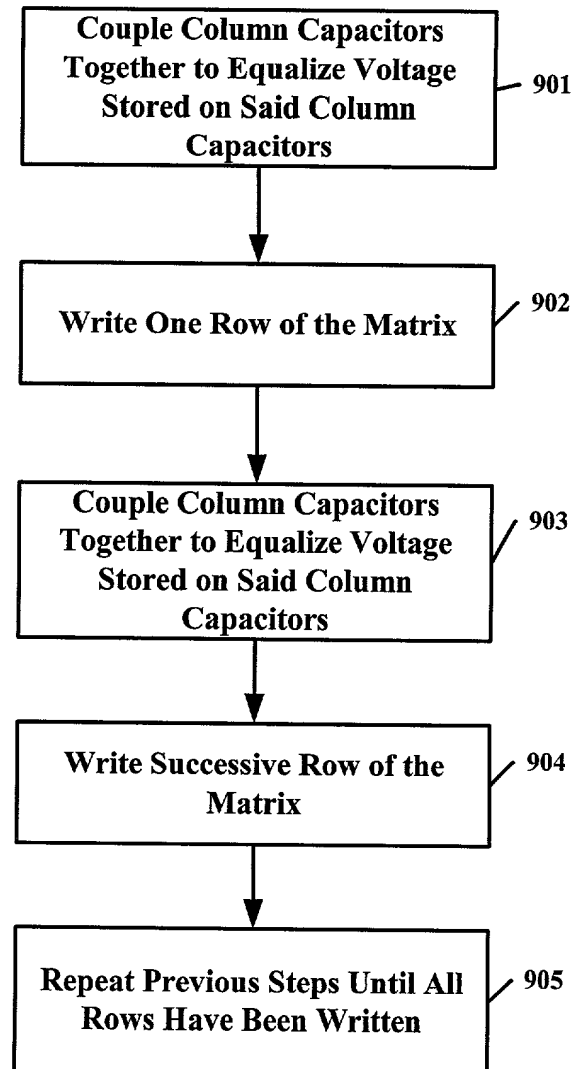 Couple Column Capacitors
Together to Equalize Voltage
Stored on Said Column
Capacitors
901
Write One Row of the Matrix
902
Couple Column Capacitors
Together to Equalize Voltage
Stored on Said Column
Capacitors
903
Write Successive Row of the
Matrix
904
Repeat Previous Steps Until All
Rows Have Been Written
905